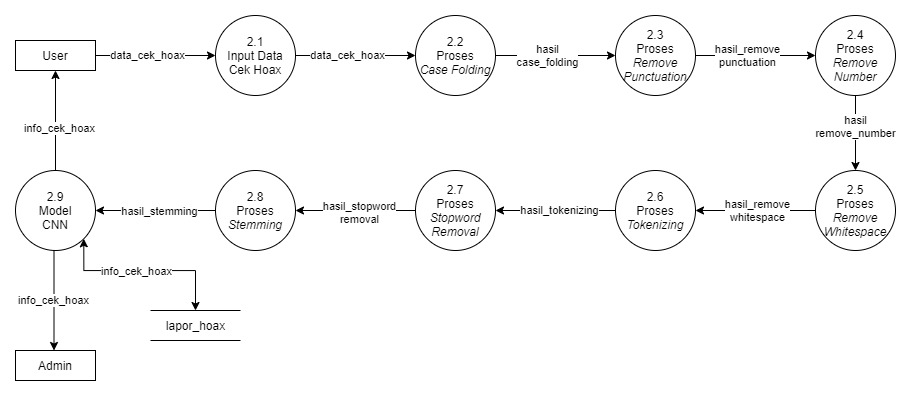 User
data_cek_hoax
2.1
Input Data
Cek Hoax
data_cek_hoax
2.2
Proses
Case Folding
hasil
case_folding
2.3
Proses
Remove
Punctuation
hasil_remove
punctuation
2.4
Proses
Remove
Number
hasil
remove_number
2.5
Proses
Remove
Whitespace
hasil_remove
whitespace
2.6
Proses
Tokenizing
hasil_tokenizing
2.7
Proses
Stopword
Removal
hasil_stopword
removal
2.8
Proses
Stemming
hasil_stemming
2.9
Model
CNN
info_cek_hoax
info_cek_hoax
lapor_hoax
info_cek_hoax
Admin